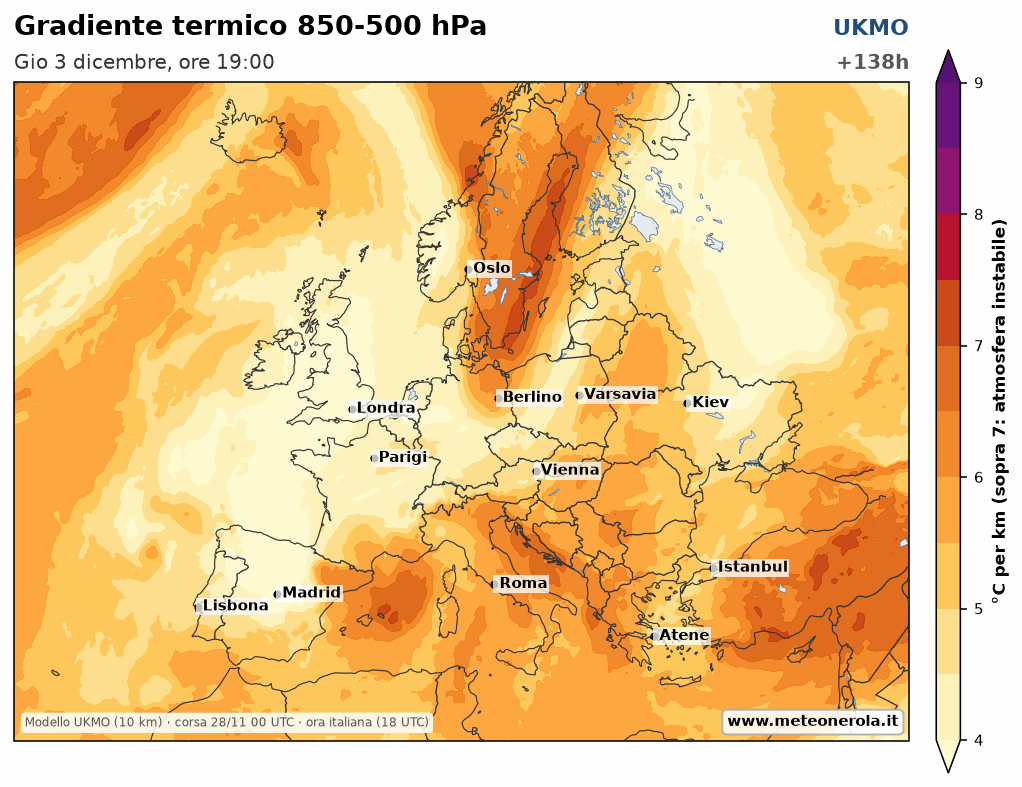 Gradiente termico 850-500 hPa
UKMO
Gio 3 dicembre, ore 19:00
+138h
Oslo
Berlino
Varsavia
Kiev
Londra
Parigi
Vienna
Istanbul
Roma
Madrid
Lisbona
Atene
Modello UKMO (10 km) · corsa 28/11 00 UTC · ora italiana (18 UTC)
www.meteonerola.it
9
8
7
6
5
4
°C per km (sopra 7: atmosfera instabile)